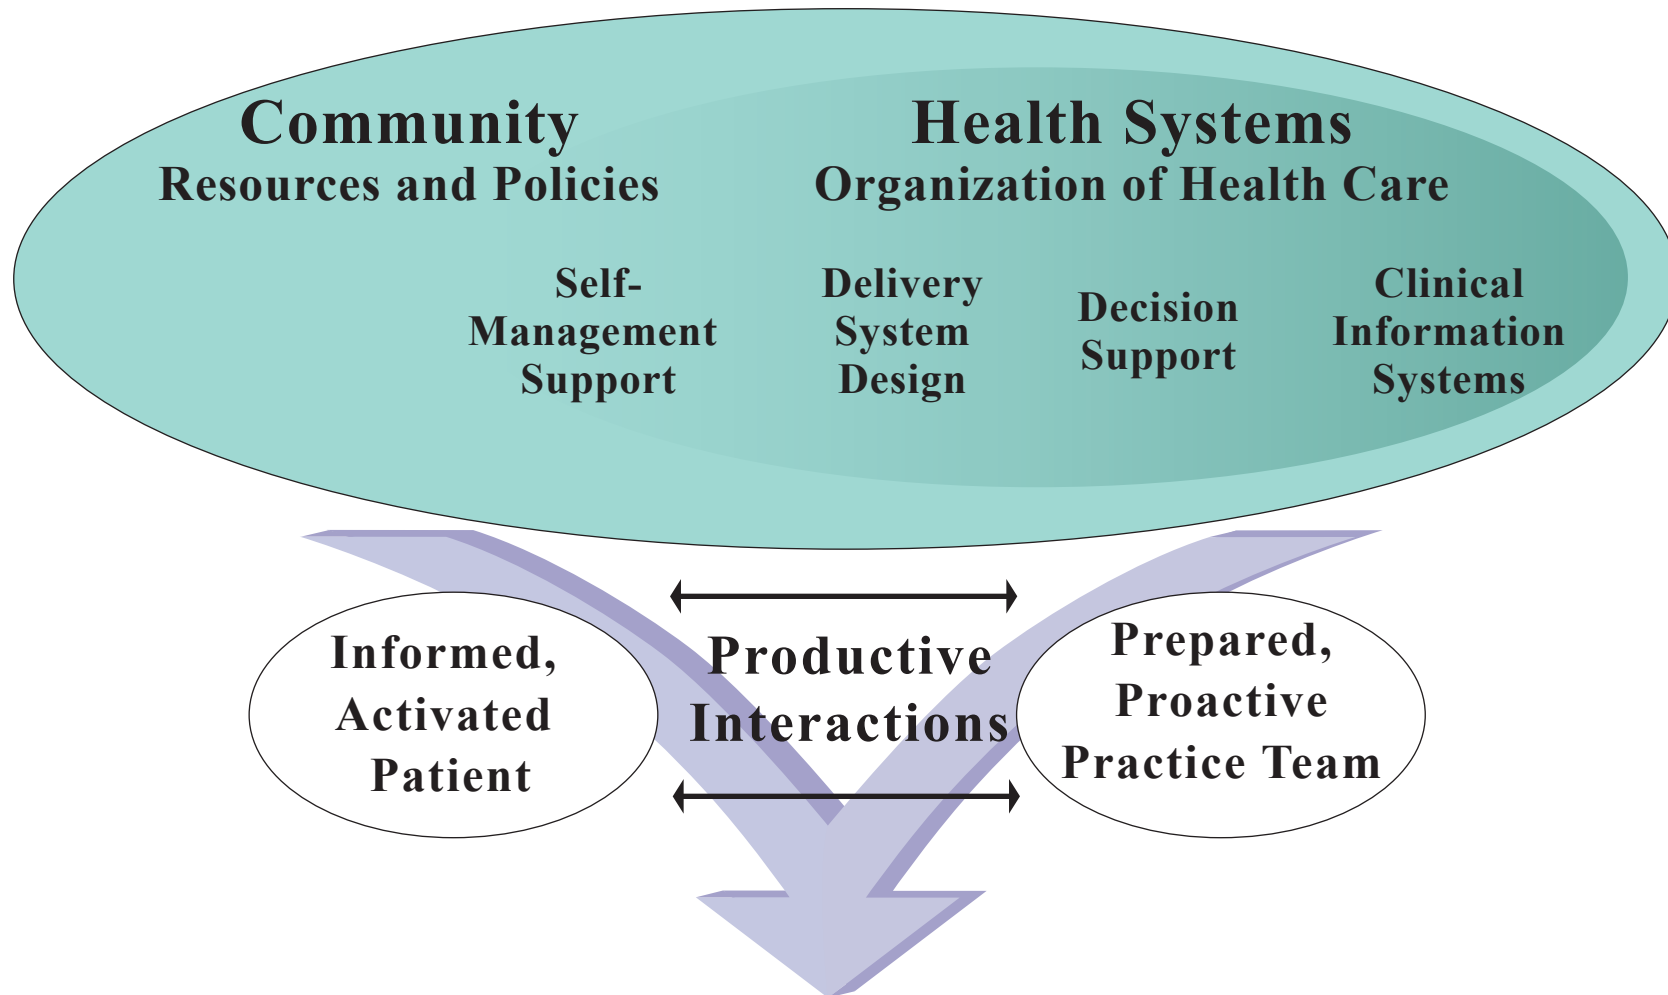 Community
Resources and Policies
Health Systems
Organization of Health Care
Self-
Management
Support
Delivery
System
Design
Decision
Support
Clinical
Information
Systems
Informed,
Activated
Patient
Productive
Interactions
Prepared,
Proactive
Practice Team